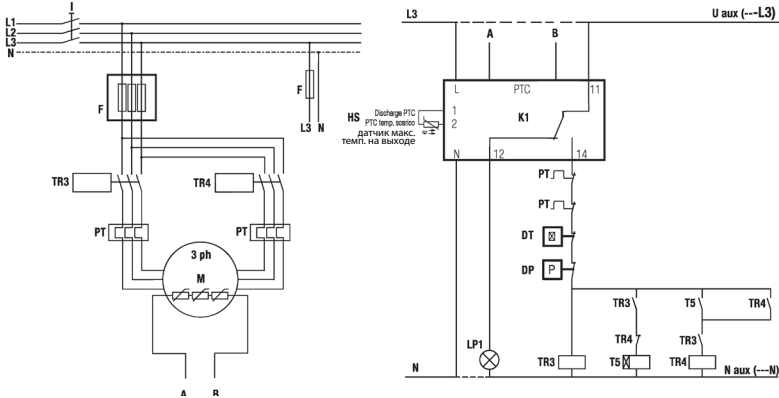 I
L1
L2
L3
N
F
F
L3 N
TR3
TR4
PT
PT
3 ph
M
A B
L3
U aux (---L3)
A
B
L
PTC
11
HS
Discharge PTC
PTC temp, scarico
датчик макс.
темп. на выходе
1
2
K1
N
12
14
PT
PT
DT
DP
P
TR3
T5
TR4
TR4
TR3
LP1
TR3
T5
TR4
N
N aux (---N)